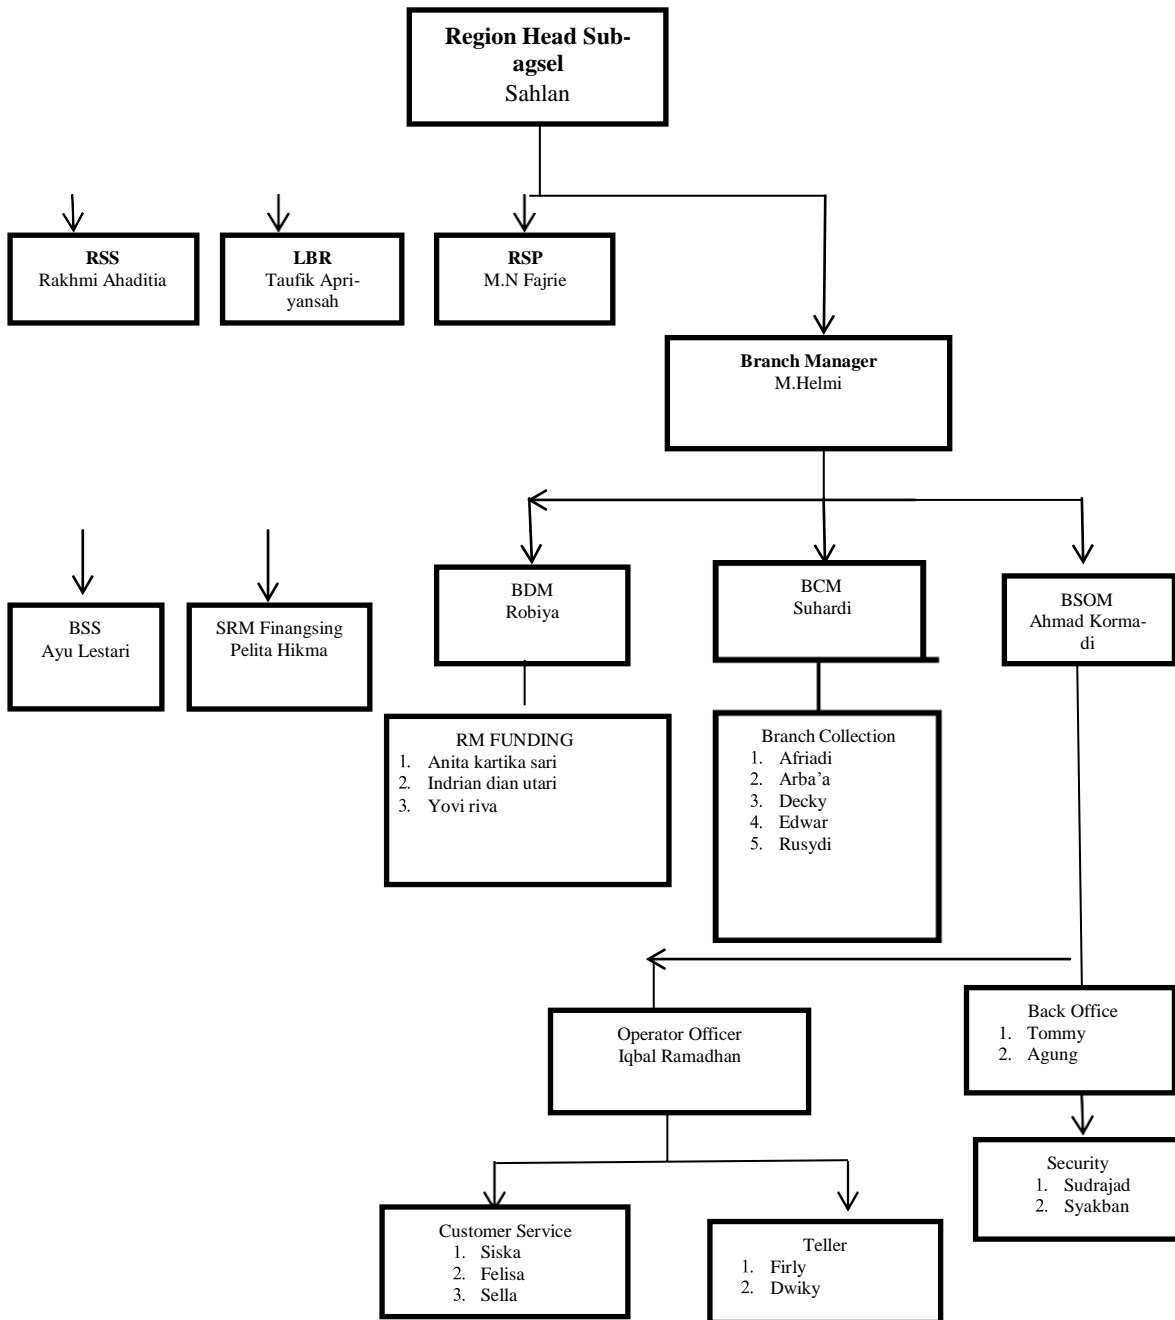 Region Head Sub-
agsel
Sahlan
RSS
Rakhmi Ahaditia
LBR
Taufik Apri-
yansah
RSP
M.N Fajrie
Branch Manager
M.Helmi
BSS
Ayu Lestari
SRM Finangsing
Pelita Hikma
BDM
Robiya
BCM
Suhardi
BSOM
Ahmad Korma-
di
RM FUNDING
1. Anita kartika sari
2. Indrian dian utari
3. Yovi riva
Branch Collection
1. Afriadi
2. Arba’a
3. Decky
4. Edwar
5. Rusydi
Operator Officer
Iqbal Ramadhan
Back Office
1. Tommy
2. Agung
Security
1. Sudrajad
2. Syakban
Customer Service
1. Siska
2. Felisa
3. Sella
Teller
1. Firly
2. Dwiky